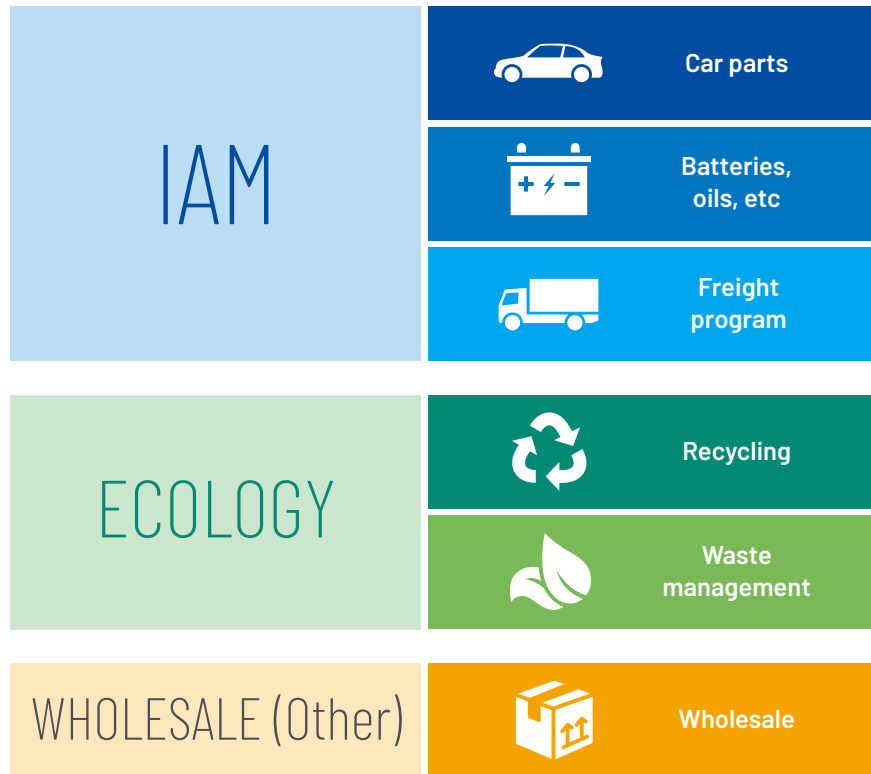 IAM
Car parts
Batteries,
oils, etc
Freight
program
ECOLOGY
Recycling
Waste
management
WHOLESALE (Other)
Wholesale